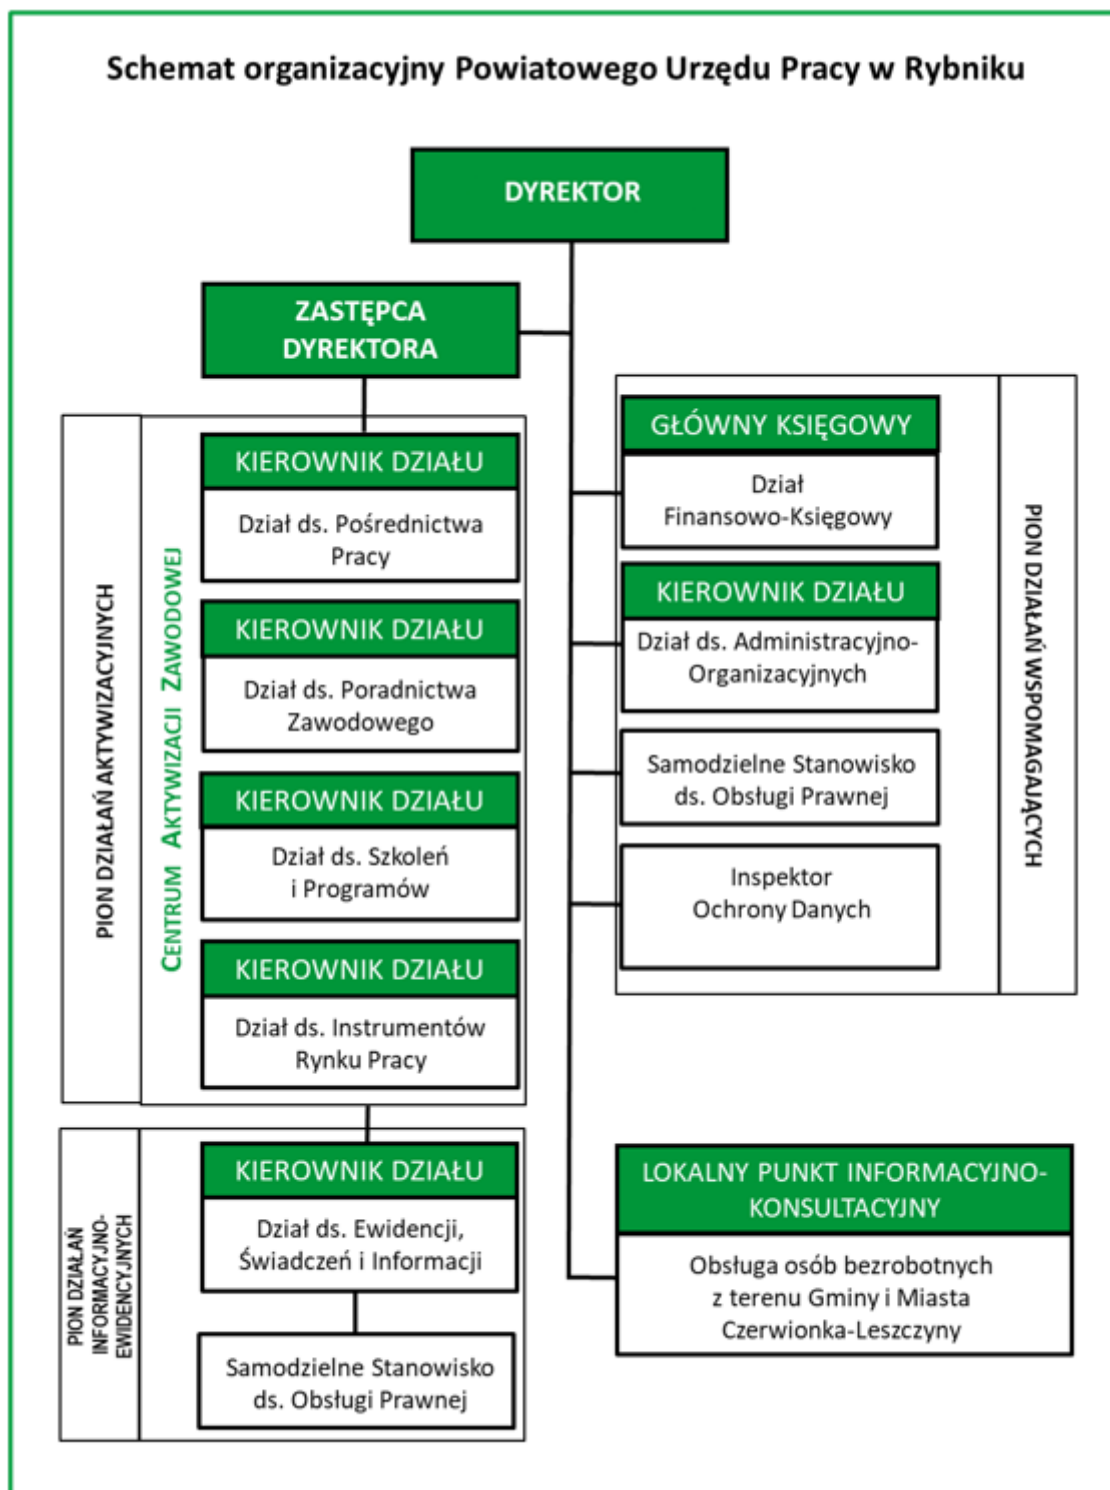 Schemat organizacyjny Powiatowego Urzędu Pracy w Rybniku
DYREKTOR
ZASTĘPCA
DYREKTORA
PION DZIAŁAŃ AKTYWIZACYJNYCH
CENTRUM AKTYWIZACJI ZAWODOWEJ
KIEROWNIK DZIAŁU
Dział ds. Pośrednictwa
Pracy
KIEROWNIK DZIAŁU
Dział ds. Poradnictwa
Zawodowego
KIEROWNIK DZIAŁU
Dział ds. Szkoleń
i Programów
KIEROWNIK DZIAŁU
Dział ds. Instrumentów
Rynku Pracy
PION DZIAŁAŃ
INFORMACYJNO-
EWIDENCYJNYCH
KIEROWNIK DZIAŁU
Dział ds. Ewidencji,
Świadczeń i Informacji
Samodzielne Stanowisko
ds. Obsługi Prawnej
GŁÓWNY KSIĘGOWY
Dział
Finansowo-Księgowy
KIEROWNIK DZIAŁU
Dział ds. Administracyjno-
Organizacyjnych
Samodzielne Stanowisko
ds. Obsługi Prawnej
Inspektor
Ochrony Danych
PION DZIAŁAŃ WSPOMAGAJĄCYCH
LOKALNY PUNKT INFORMACYJNO-
KONSULTACYJNY
Obsługa osób bezrobotnych
z terenu Gminy i Miasta
Czerwionka-Leszczyny